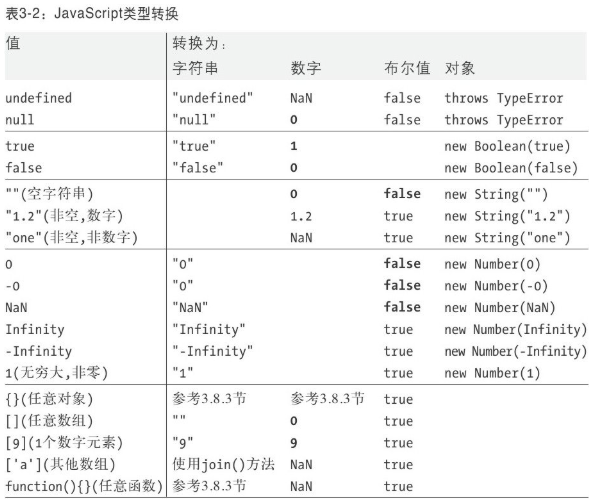 表3-2：JavaScript类型转换
值 转换为：
字符串 数字 布尔值 对象
undefined "undefined" NaN false throws TypeError
null "null" 0 false throws TypeError
true "true" 1 new Boolean(true)
false "false" 0 new Boolean(false)
""(空字符串) 0 false new String("")
"1.2"(非空,数字) 1.2 true new String("1.2")
"one"(非空,非数字) NaN true new String("one")
0 "0" false new Number(0)
-0 "0" false new Number(-0)
NaN "NaN" false new Number(NaN)
Infinity "Infinity" true new Number(Infinity)
-Infinity "-Infinity" true new Number(-Infinity)
1(无穷大,非零) "1" true new Number(1)
{}(任意对象) 参考3.8.3节 参考3.8.3节 true
[](任意数组) "" 0 true
[9](1个数字元素) "9" 9 true
['a'](其他数组) 使用join()方法 NaN true
function(){}(任意函数) 参考3.8.3节 NaN true